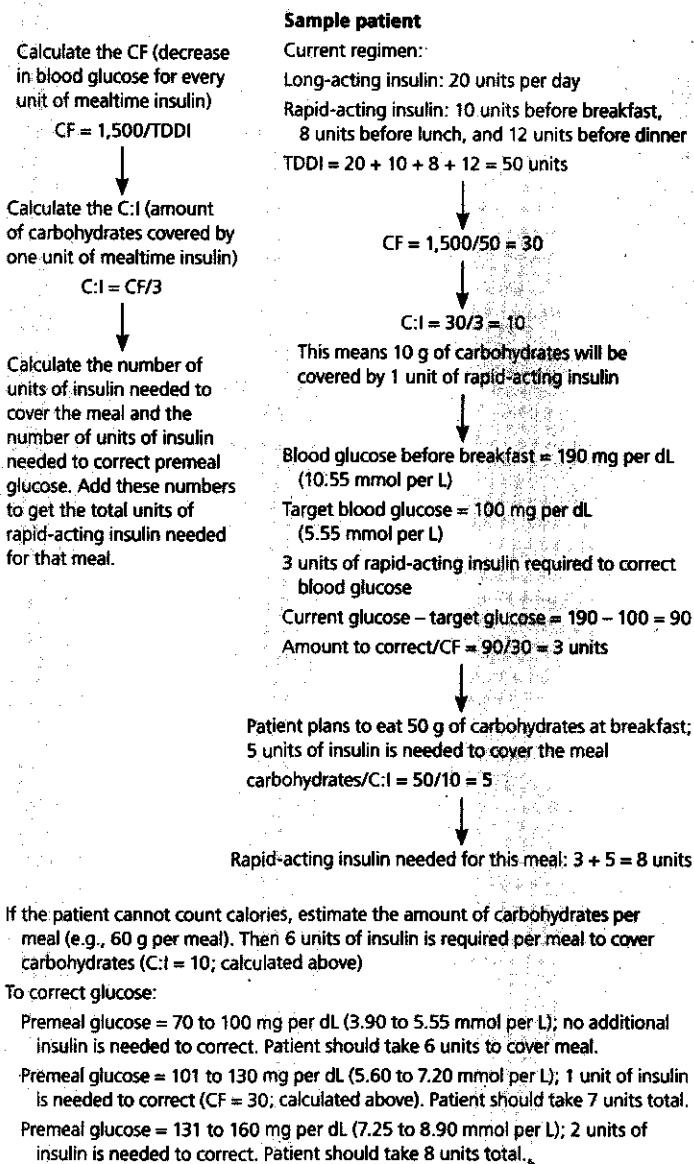 Calculate the CF (decrease
in blood glucose for every
unit of mealtime insulin)
CF = 1,500/TDDI
Calculate the C:I (amount
of carbohydrates covered by
one unit of mealtime insulin)
C:I = CF/3
Calculate the number of
units of insulin needed to
cover the meal and the
number of units of insulin
needed to correct premeal
glucose. Add these numbers
to get the total units of
rapid-acting insulin needed
for that meal.
Sample patient
Current regimen:
Long-acting insulin: 20 units per day
Rapid-acting insulin: 10 units before breakfast,
8 units before lunch, and 12 units before dinner
TDDI = 20 + 10 + 8 + 12 = 50 units
CF = 1,500/50 = 30
C:I = 30/3 = 10
This means 10 g of carbohydrates will be
covered by 1 unit of rapid-acting insulin
Blood glucose before breakfast = 190 mg per dL
(10.55 mmol per L)
Target blood glucose = 100 mg per dL
(5.55 mmol per L)
3 units of rapid-acting insulin required to correct
blood glucose
Current glucose – target glucose = 190 – 100 = 90
Amount to correct/CF = 90/30 = 3 units
Patient plans to eat 50 g of carbohydrates at breakfast;
5 units of insulin is needed to cover the meal
carbohydrates/C:I = 50/10 = 5
Rapid-acting insulin needed for this meal: 3 + 5 = 8 units
If the patient cannot count calories, estimate the amount of carbohydrates per
meal (e.g., 60 g per meal). Then 6 units of insulin is required per meal to cover
carbohydrates (C:I = 10; calculated above)
To correct glucose:
Premeal glucose = 70 to 100 mg per dL (3.90 to 5.55 mmol per L); no additional
insulin is needed to correct. Patient should take 6 units to cover meal.
Premeal glucose = 101 to 130 mg per dL (5.60 to 7.20 mmol per L); 1 unit of insulin
is needed to correct (CF = 30; calculated above). Patient should take 7 units total.
Premeal glucose = 131 to 160 mg per dL (7.25 to 8.90 mmol per L); 2 units of
insulin is needed to correct. Patient should take 8 units total.